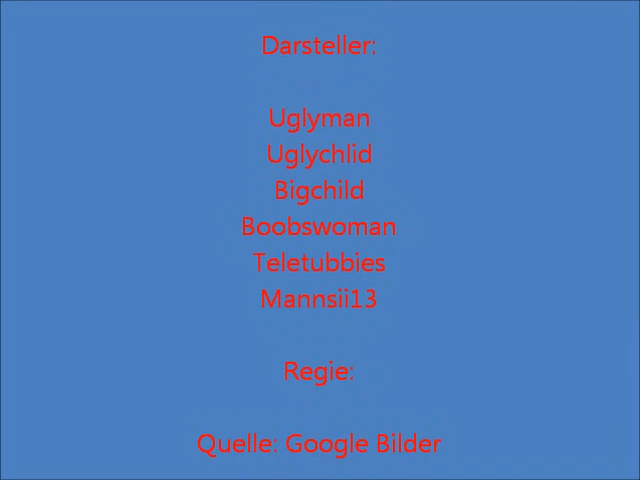 Darsteller:
Uglyman
Uglychlid
Bigchild
Boobswoman
Teletubbies
Mannsii13
Regie:
Quelle: Google Bilder